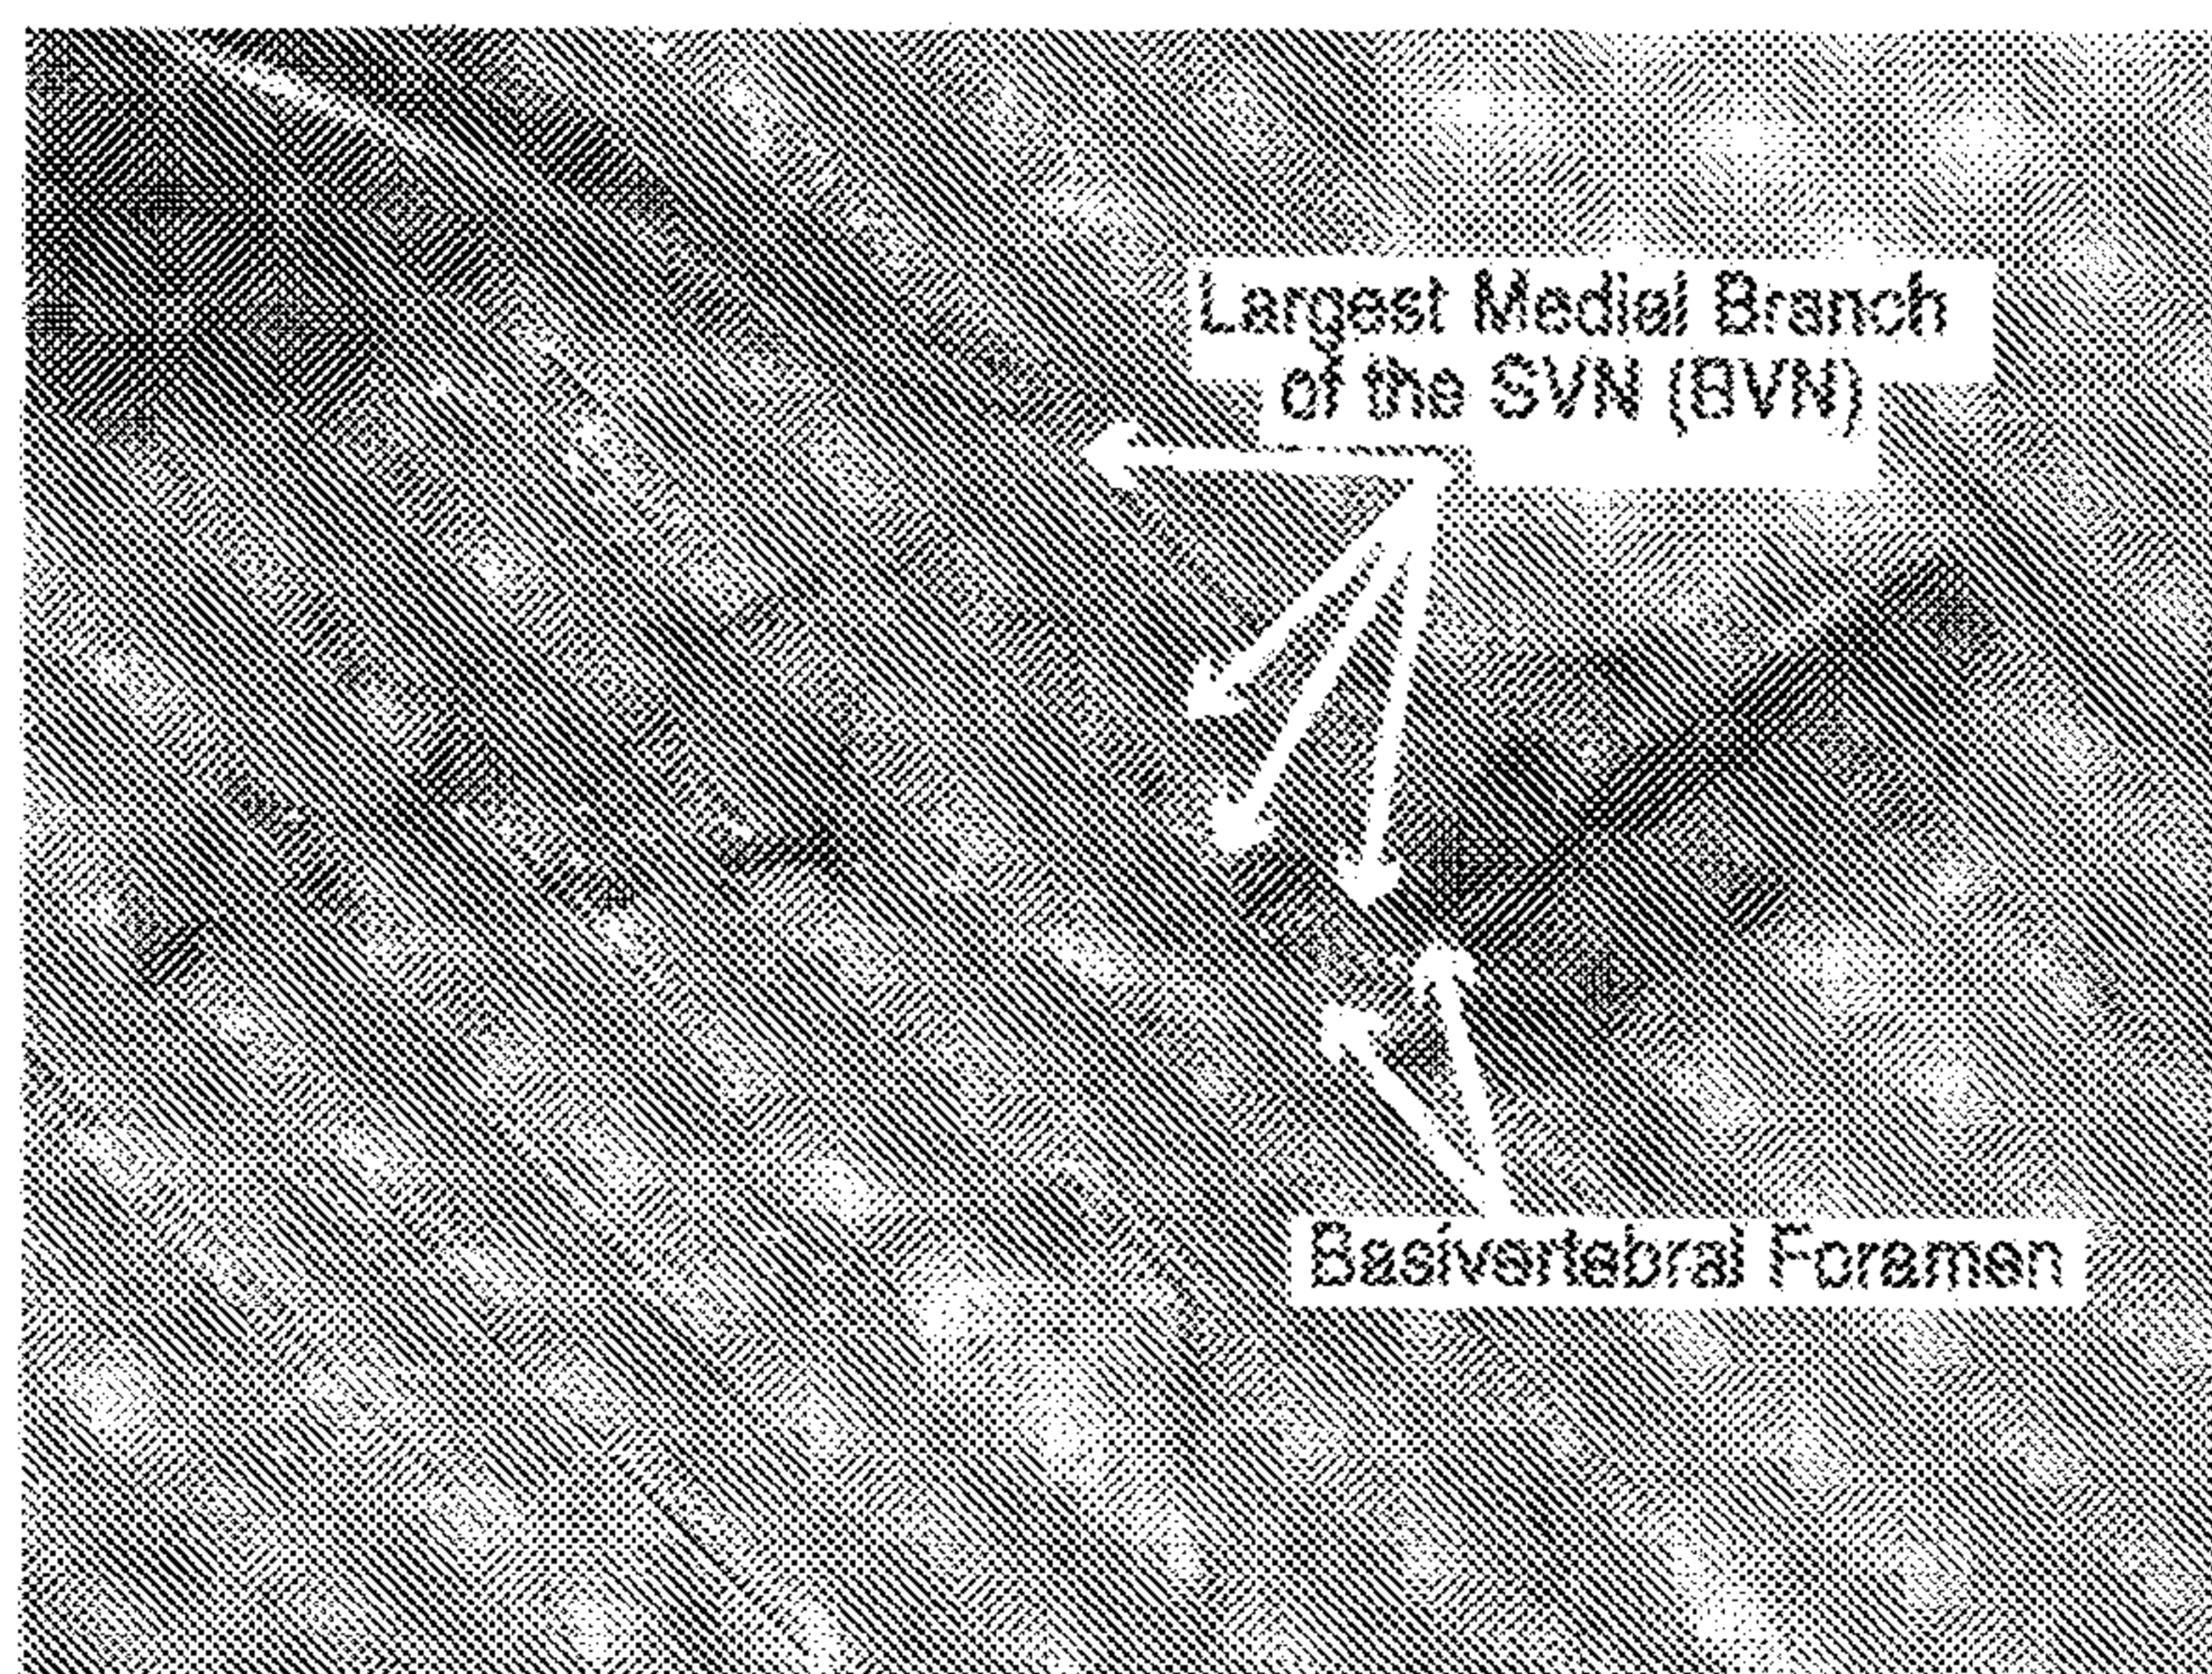 Largest Medial Branch
of the SVN (BVN)
Basivertebral Foramen